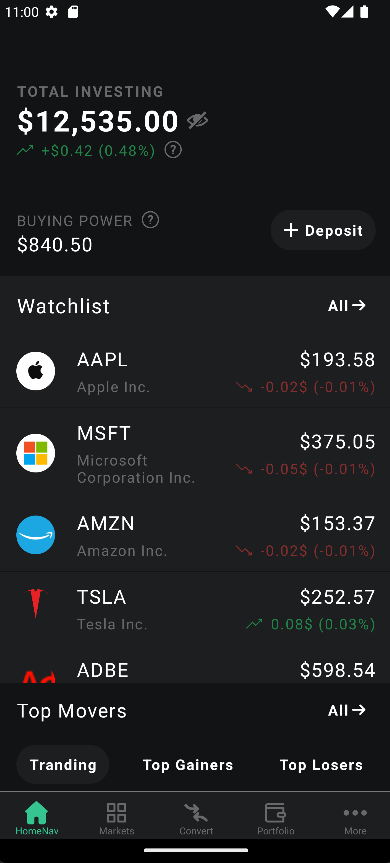 11:00
TOTAL INVESTING
$12,535.00
+$0.42 (0.48%) ?
BUYING POWER ?
$840.50
+ Deposit
Watchlist
All→
AAPL
$193.58
Apple Inc.
-0.02$ (-0.01%)
MSFT
$375.05
Microsoft
Corporation Inc.
-0.05$ (-0.01%)
AMZN
$153.37
Amazon Inc.
-0.02$ (-0.01%)
TSLA
$252.57
Tesla Inc.
0.08$ (0.03%)
Ad
ADBE
$598.54
Top Movers
All→
Tranding
Top Gainers
Top Losers
HomeNav
Markets
Convert
Portfolio
More